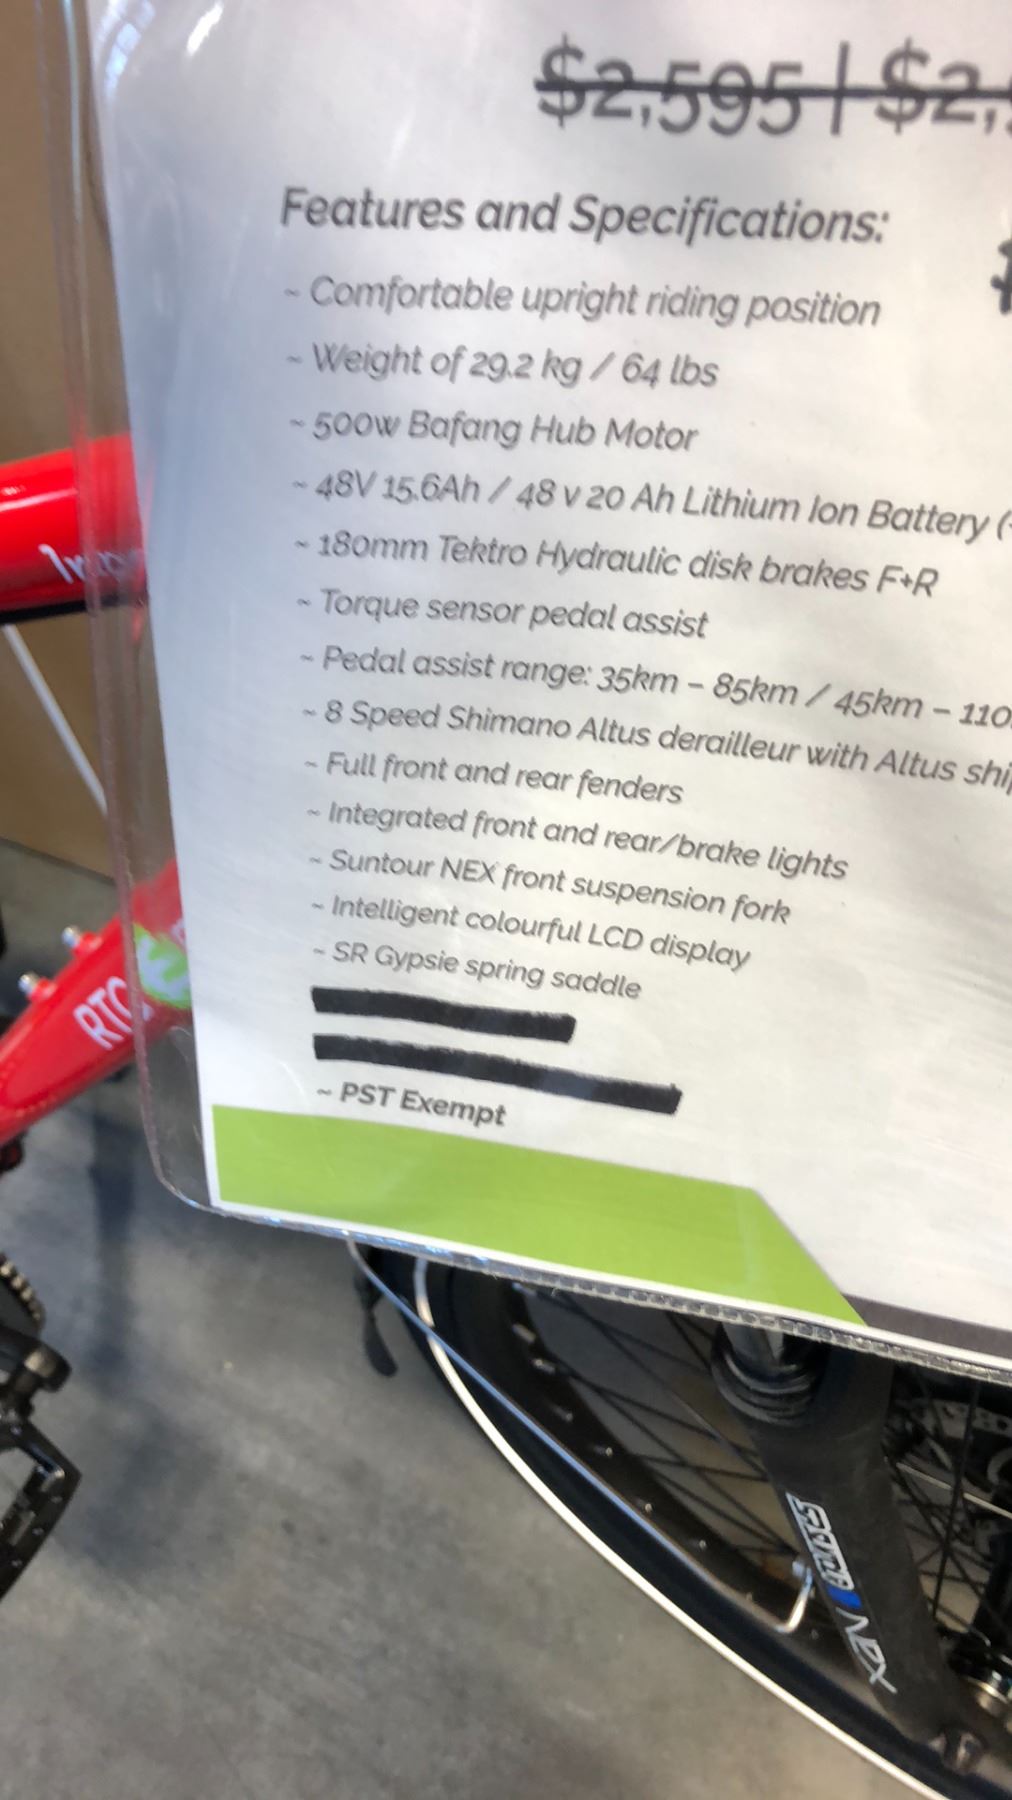 $2,595 | $2,
Features and Specifications:
~ Comfortable upright riding position
~ Weight of 29.2 kg / 64 lbs
~ 500w Bafang Hub Motor
~ 48V 15.6Ah / 48 v 20 Ah Lithium Ion Battery (
~ 180mm Tektro Hydraulic disk brakes F+R
~ Torque sensor pedal assist
~ Pedal assist range: 35km – 85km / 45km – 110
~ 8 Speed Shimano Altus derailleur with Altus
~ Full front and rear fenders
~ Integrated front and rear/brake lights
~ Suntour NEX front suspension fork
~ Intelligent colourful LCD display
~ SR Gypsie spring saddle
~ PST Exempt
RTC
NEX